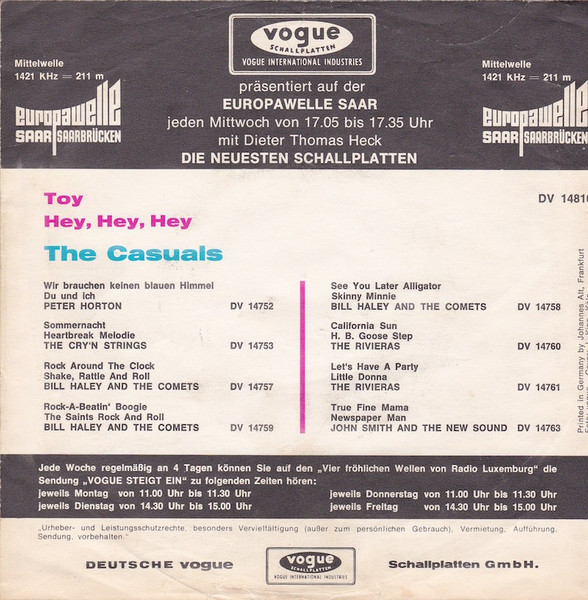 vogue
SCHALLPLATTEN
VOGUE INTERNATIONAL INDUSTRIES
Mittelwelle
1421 KHz = 211 m
europawelle
SAAR SAARBRÜCKEN
Mittelwelle
1421 KHz = 211 m
europawelle
SAAR SAARBRÜCKEN
präsentiert auf der
EUROPAWELLE SAAR
jeden Mittwoch von 17.05 bis 17.35 Uhr
mit Dieter Thomas Heck
DIE NEUESTEN SCHALLPLATTEN
Toy
Hey, Hey, Hey
The Casuals
DV 14810
Wir brauchen keinen blauen Himmel
Du und ich
PETER HORTON DV 14752
Sommernacht
Heartbreak Melodie
THE CRY'N STRINGS DV 14753
Rock Around The Clock
Shake, Rattle And Roll
BILL HALEY AND THE COMETS DV 14757
Rock-A-Beatin' Boogie
The Saints Rock And Roll
BILL HALEY AND THE COMETS DV 14759
See You Later Alligator
Skinny Minnie
BILL HALEY AND THE COMETS DV 14758
California Sun
H. B. Goose Step
THE RIVIERAS DV 14760
Let's Have A Party
Little Donna
THE RIVIERAS DV 14761
True Fine Mama
Newspaper Man
JOHN SMITH AND THE NEW SOUND DV 14763
Printed in Germany by Johannes Alt, Frankfurt
Jede Woche regelmäßig an 4 Tagen können Sie auf den „Vier fröhlichen Wellen von Radio Luxemburg" die
Sendung „VOGUE STEIGT EIN" zu folgenden Zeiten hören:
jeweils Montag von 11.00 Uhr bis 11.30 Uhr jeweils Donnerstag von 11.00 Uhr bis 11.30 Uhr
jeweils Dienstag von 14.30 Uhr bis 15.00 Uhr jeweils Freitag von 14.30 Uhr bis 15.00 Uhr
„Urheber- und Leistungsschutzrechte, besonders Vervielfältigung (außer zum persönlichen Gebrauch), Vermietung, Aufführung,
Sendung, vorbehalten."
DEUTSCHE vogue
vogue
SCHALLPLATTEN
VOGUE INTERNATIONAL INDUSTRIES
Schallplatten GmbH.